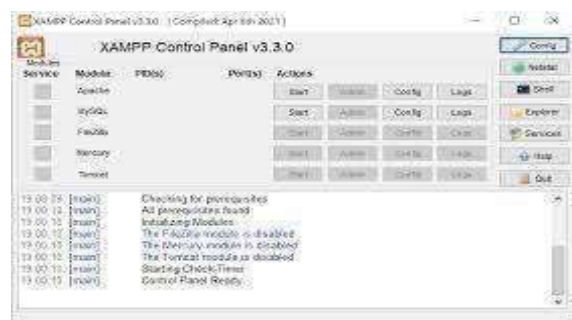 XAMPP Control Panel v3.3.0 [Compiled: Apr 6th 2021]
XAMPP Control Panel v3.3.0
Modules
Service Module PID(s) Port(s) Actions
Apache Start Admin Config Logs
MySQL Start Admin Config Logs
FileZilla Start Admin Config Logs
Mercury Start Admin Config Logs
Tomcat Start Admin Config Logs
Config
Netstat
Shell
Explorer
Services
Help
Quit
[main] Checking for prerequisites
[main] All prerequisites found
[main] Initializing Modules
[main] The FileZilla module is disabled
[main] The Mercury module is disabled
[main] The Tomcat module is disabled
[main] Starting Check-Timer
[main] Control Panel Ready